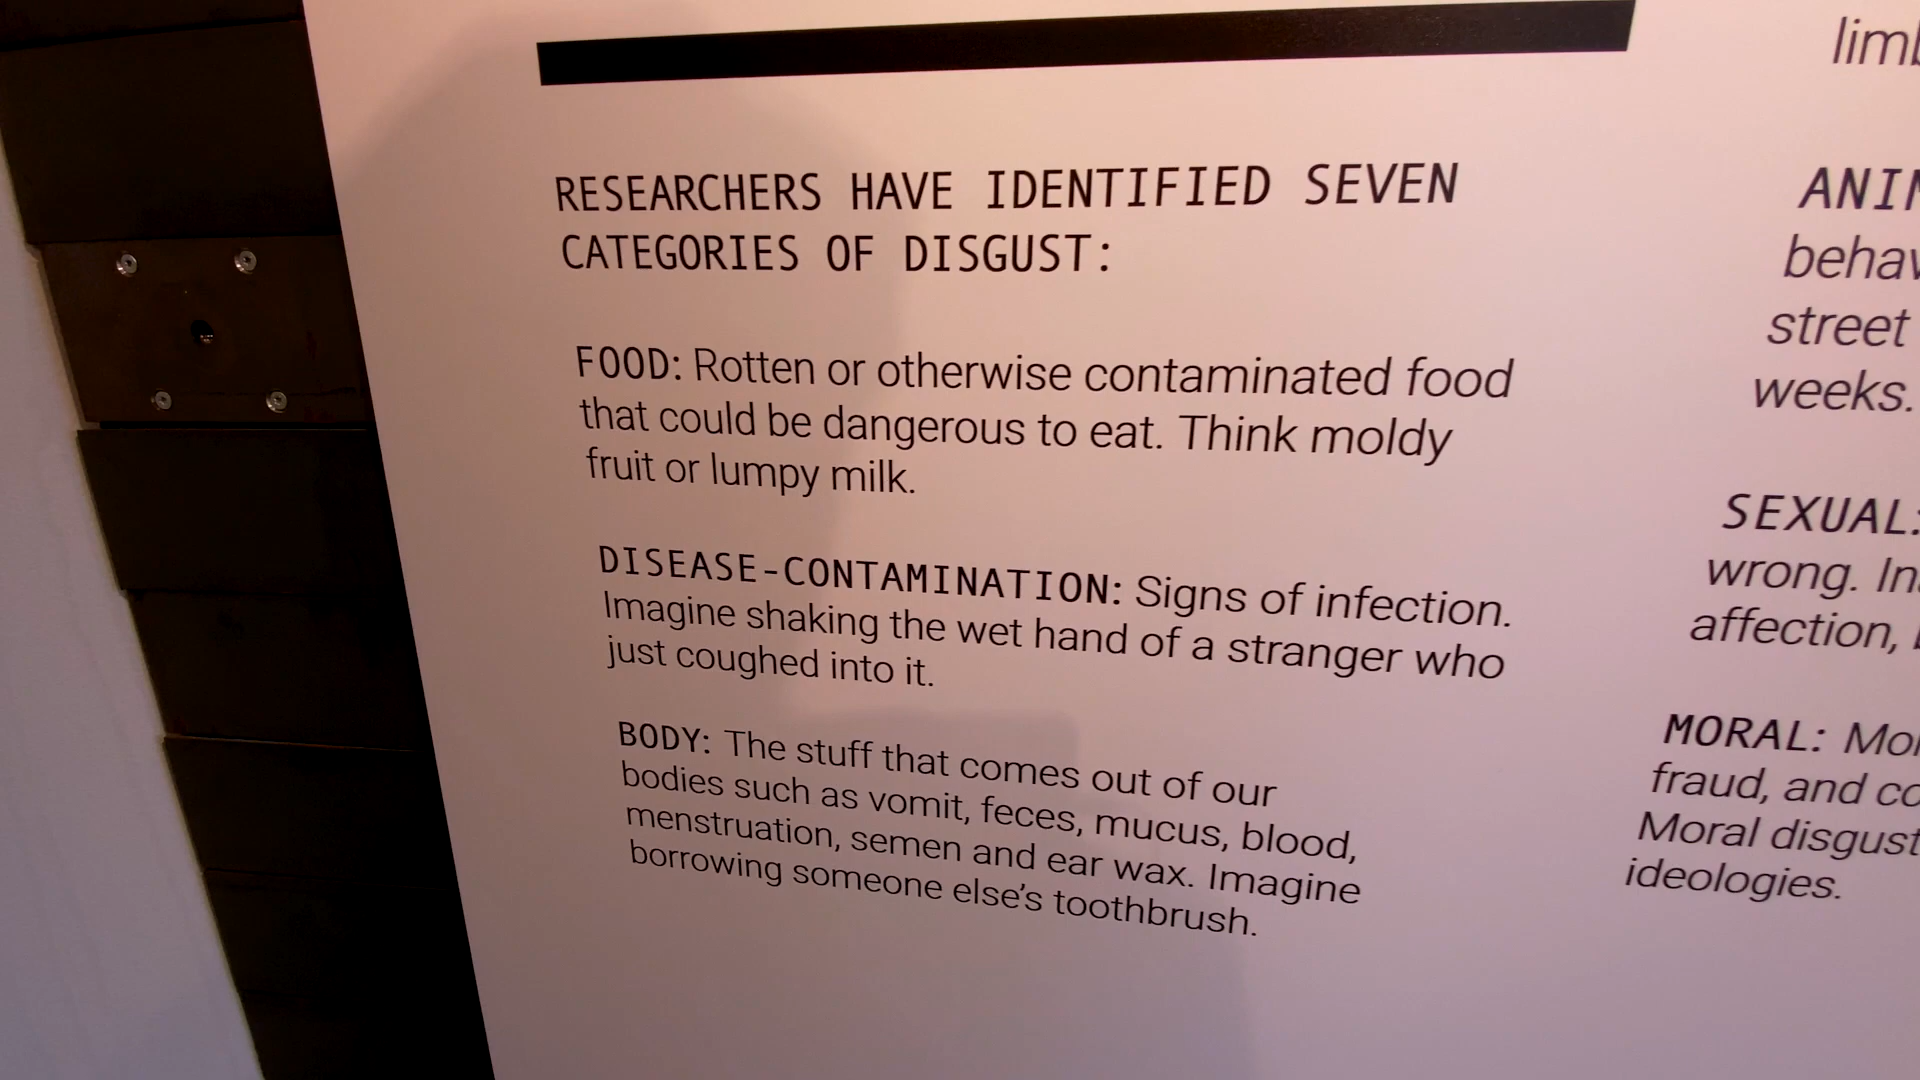 RESEARCHERS HAVE IDENTIFIED SEVEN
CATEGORIES OF DISGUST:
FOOD: Rotten or otherwise contaminated food
that could be dangerous to eat. Think moldy
fruit or lumpy milk.
DISEASE-CONTAMINATION: Signs of infection.
Imagine shaking the wet hand of a stranger who
just coughed into it.
BODY: The stuff that comes out of our
bodies such as vomit, feces, mucus, blood,
menstruation, semen and ear wax. Imagine
borrowing someone else's toothbrush.
street
weeks.
SEXUAL:
wrong.
affection,
MORAL:
fraud, and
Moral disgust
ideologies.